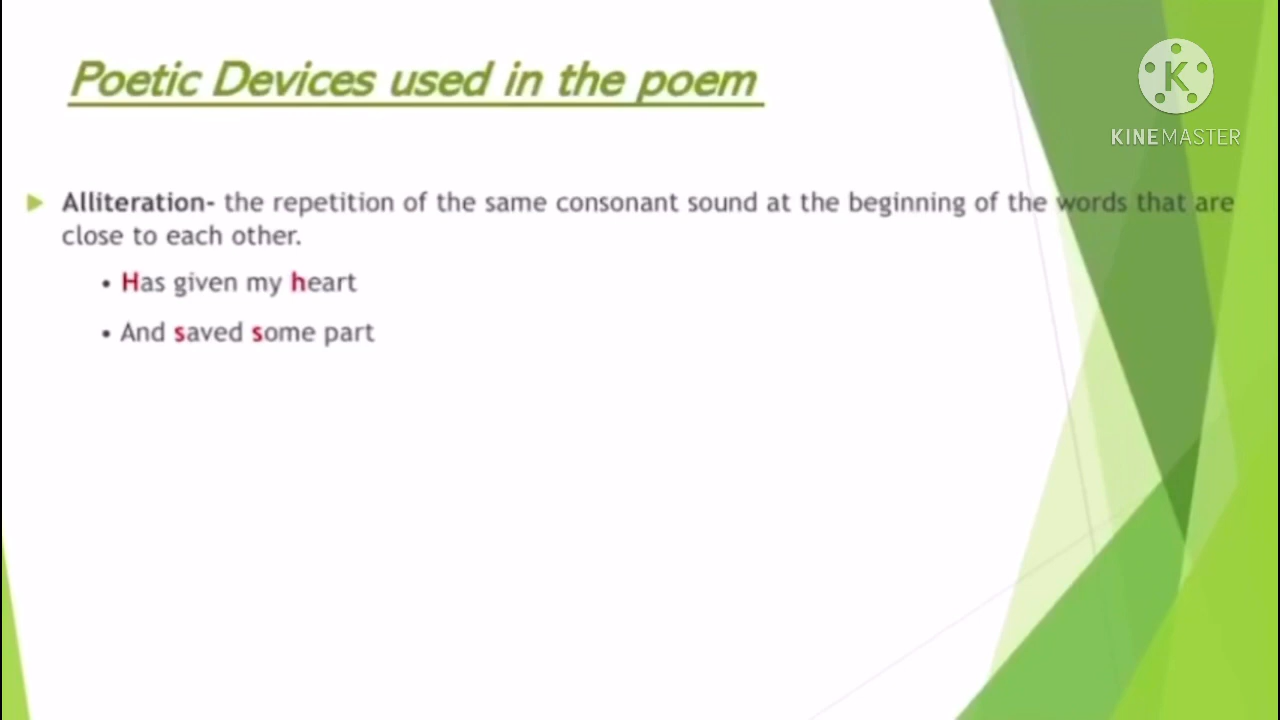 Poetic Devices used in the poem
K
KINEMASTER
Alliteration- the repetition of the same consonant sound at the beginning of the words that are
close to each other.
• Has given my heart
• And saved some part